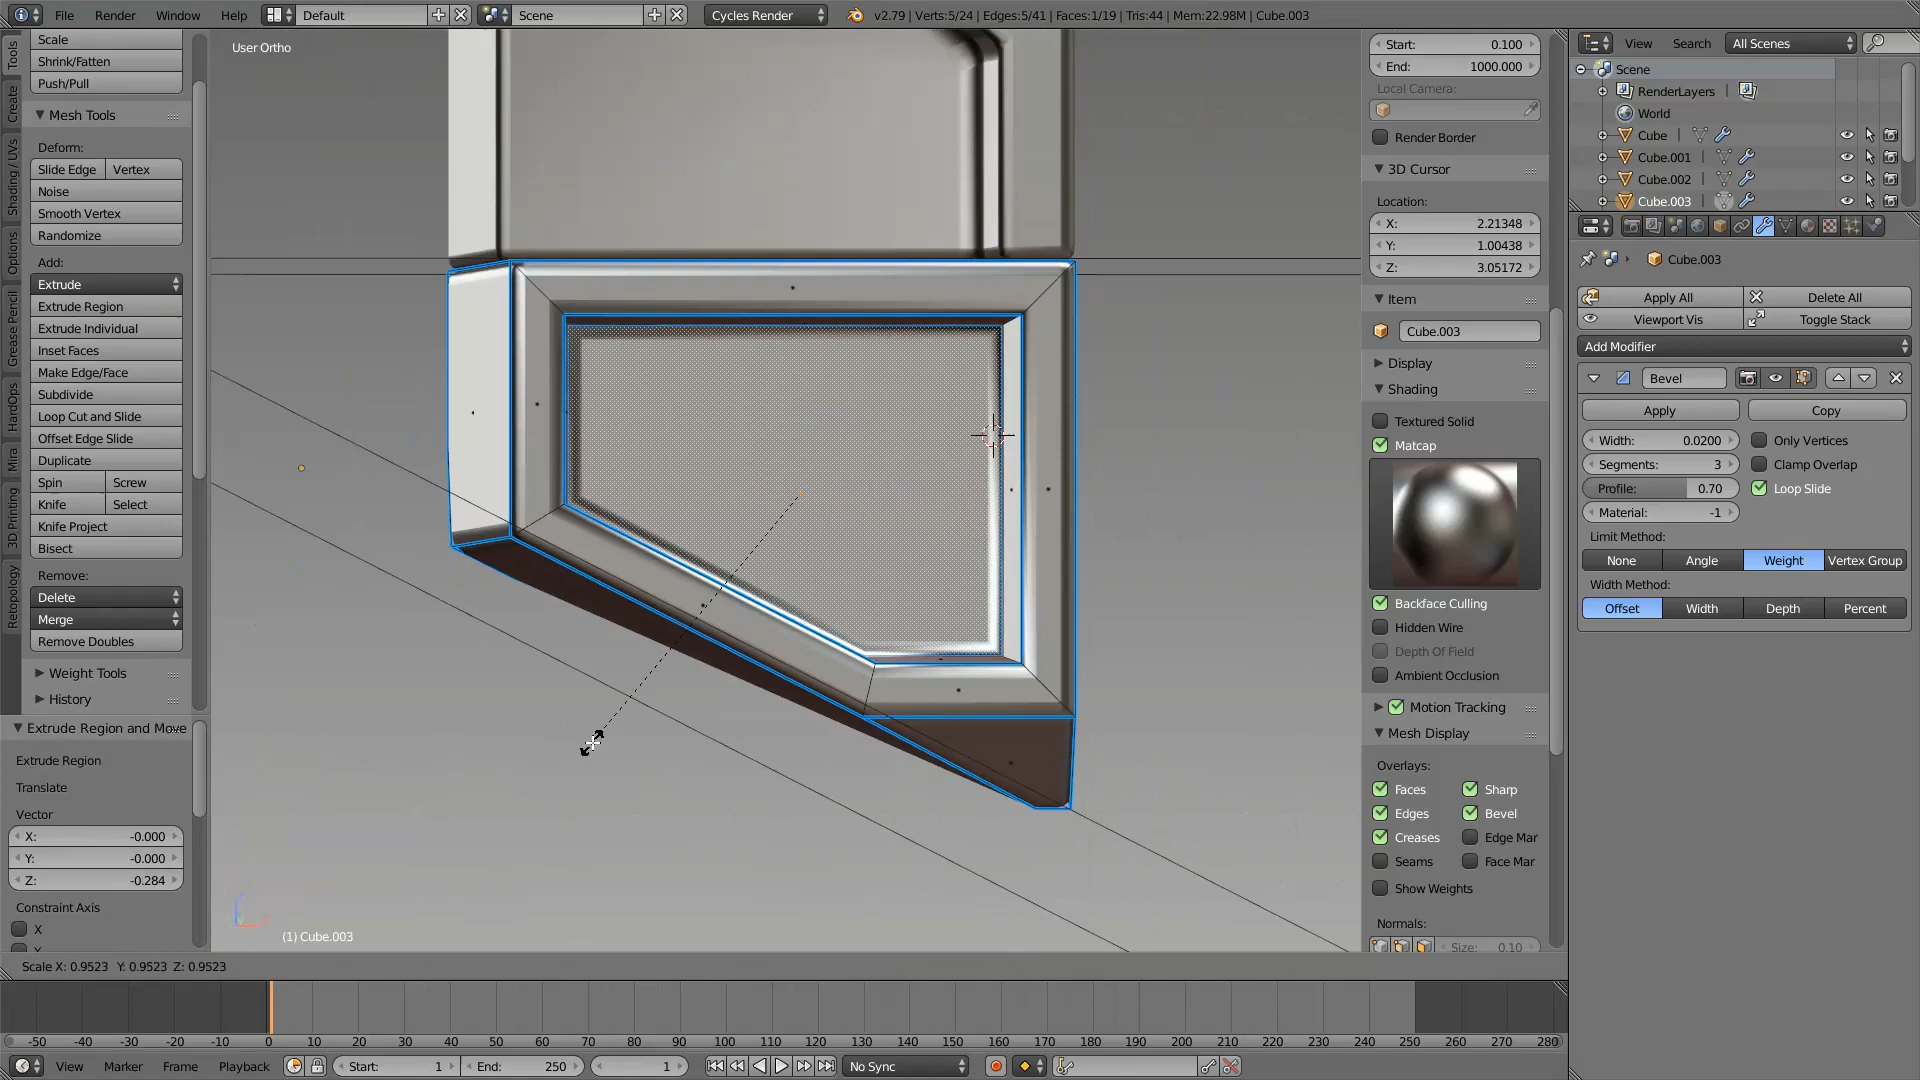 File Render Window Help Default Scene Cycles Render v2.79 | Verts:5/24 | Edges:5/41 | Faces:1/19 | Tris:44 | Mem:22.98M | Cube.003
Tools
Create
Shading / UVs
Options
Grease Pencil
HardOps
Mira
3D Printing
Retopology
Scale
Shrink/Fatten
Push/Pull
Mesh Tools
Deform:
Slide Edge Vertex
Noise
Smooth Vertex
Randomize
Add:
Extrude
Extrude Region
Extrude Individual
Inset Faces
Make Edge/Face
Subdivide
Loop Cut and Slide
Offset Edge Slide
Duplicate
Spin Screw
Knife Select
Knife Project
Bisect
Remove:
Delete
Merge
Remove Doubles
Weight Tools
History
Extrude Region and Move
Extrude Region
Translate
Vector
X: -0.000
Y: -0.000
Z: -0.284
Constraint Axis
X
User Ortho
(1) Cube.003
Scale X: 0.9523 Y: 0.9523 Z: 0.9523
Start: 0.100
End: 1000.000
Local Camera:
Render Border
3D Cursor
Location:
X: 2.21348
Y: 1.00438
Z: 3.05172
Item
Cube.003
Display
Shading
Textured Solid
Matcap
Backface Culling
Hidden Wire
Depth Of Field
Ambient Occlusion
Motion Tracking
Mesh Display
Overlays:
Faces Sharp
Edges Bevel
Creases Edge Mar
Seams Face Mar
Show Weights
Normals:
Size: 0.10
View Search All Scenes
Scene
RenderLayers |
World
Cube |
Cube.001 |
Cube.002 |
Cube.003 |
Cube.003
Apply All Delete All
Viewport Vis Toggle Stack
Add Modifier
Bevel
Apply Copy
Width: 0.0200 Only Vertices
Segments: 3 Clamp Overlap
Profile: 0.70 Loop Slide
Material: -1
Limit Method:
None Angle Weight Vertex Group
Width Method:
Offset Width Depth Percent
-50 -40 -30 -20 -10 0 10 20 30 40 50 60 70 80 90 100 110 120 130 140 150 160 170 180 190 200 210 220 230 240 250 260 270 280
View Marker Frame Playback Start: 1 End: 250 1 No Sync